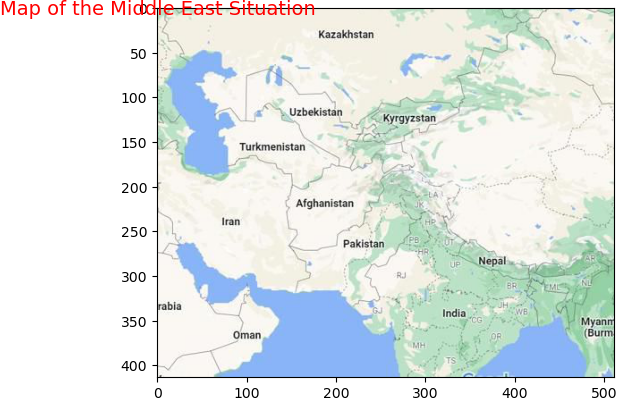 Map of the Middle East Situation
0
50
100
150
200
250
300
350
400
0 100 200 300 400 500
Kazakhstan
Uzbekistan
Kyrgyzstan
Turkmenistan
LA
Afghanistan
JK
Iran
HP
Pakistan
PB
UT
HR
Nepal
UP
AR
RJ
BR
ML
NL
GJ
JH
rabia
India
WB
CG
Myanm
(Burm
Oman
OR
MH
TS